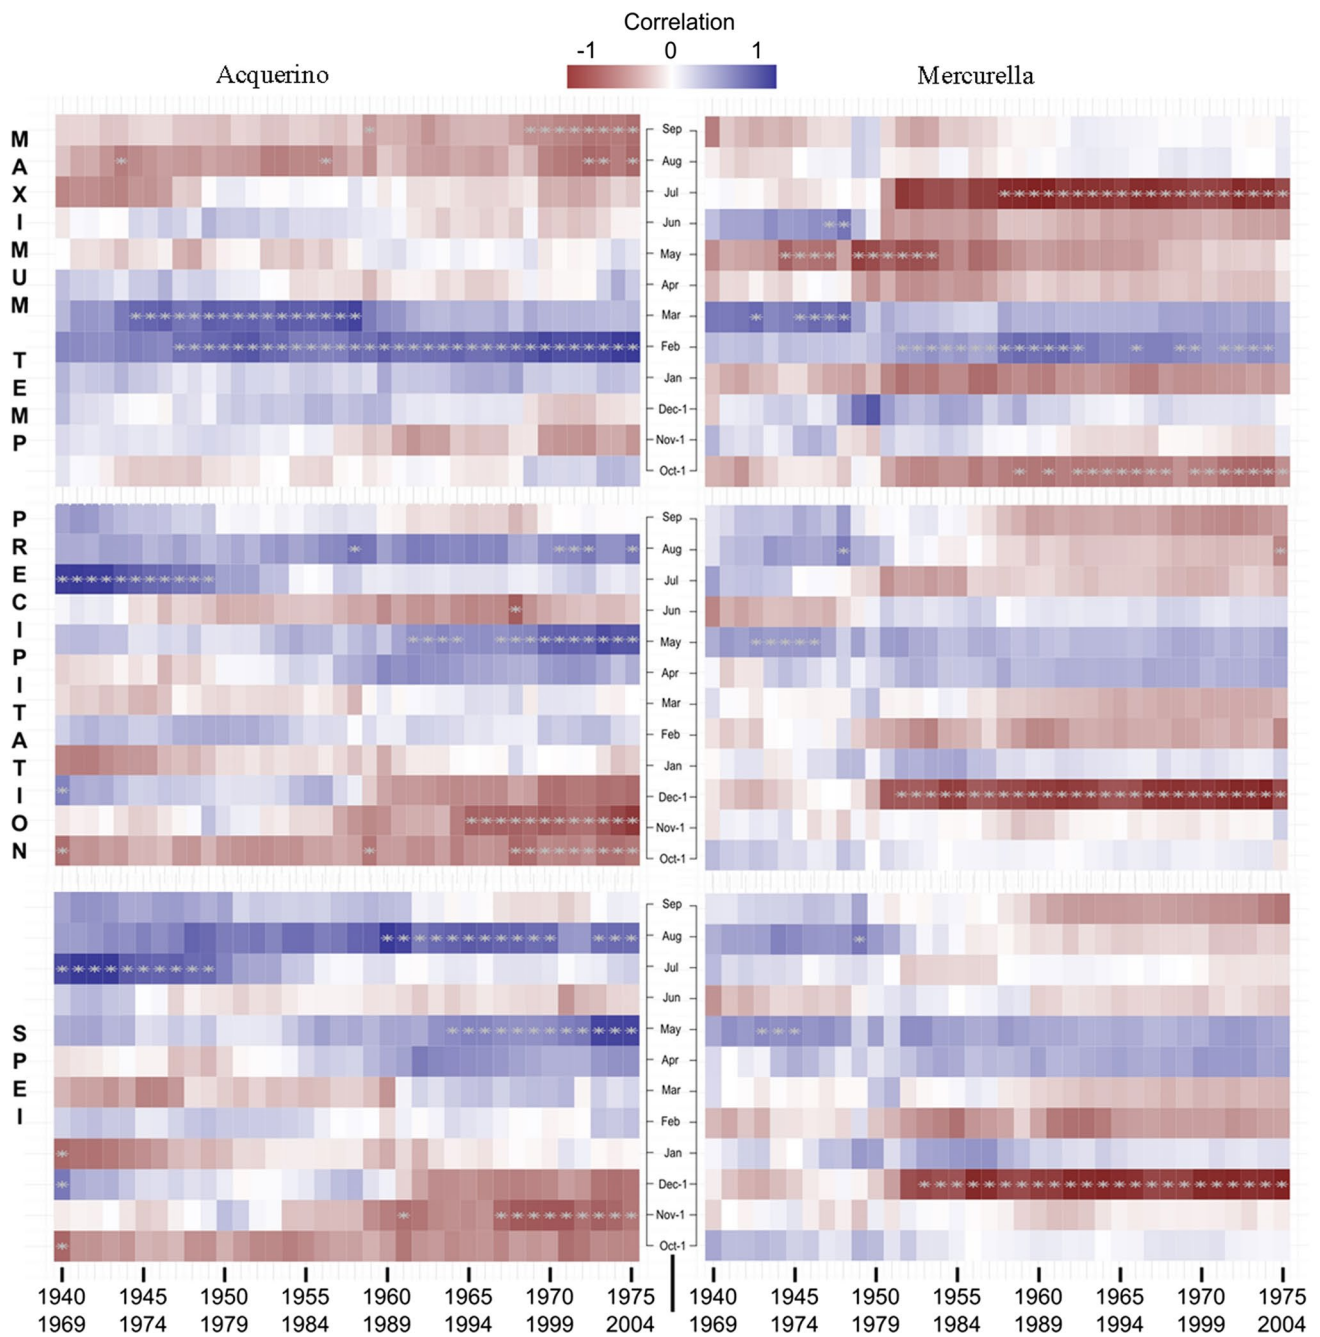 Correlation
-1 0 1
Acquerino Mercurella
MAXIMUM TEMP
Sep
Aug
Jul
Jun
May
Apr
Mar
Feb
Jan
Dec-1
Nov-1
Oct-1
PRECIPITATION
Sep
Aug
Jul
Jun
May
Apr
Mar
Feb
Jan
Dec-1
Nov-1
Oct-1
SPEI
Sep
Aug
Jul
Jun
May
Apr
Mar
Feb
Jan
Dec-1
Nov-1
Oct-1
1940 1945 1950 1955 1960 1965 1970 1975 1940 1945 1950 1955 1960 1965 1970 1975
1969 1974 1979 1984 1989 1994 1999 2004 1969 1974 1979 1984 1989 1994 1999 2004